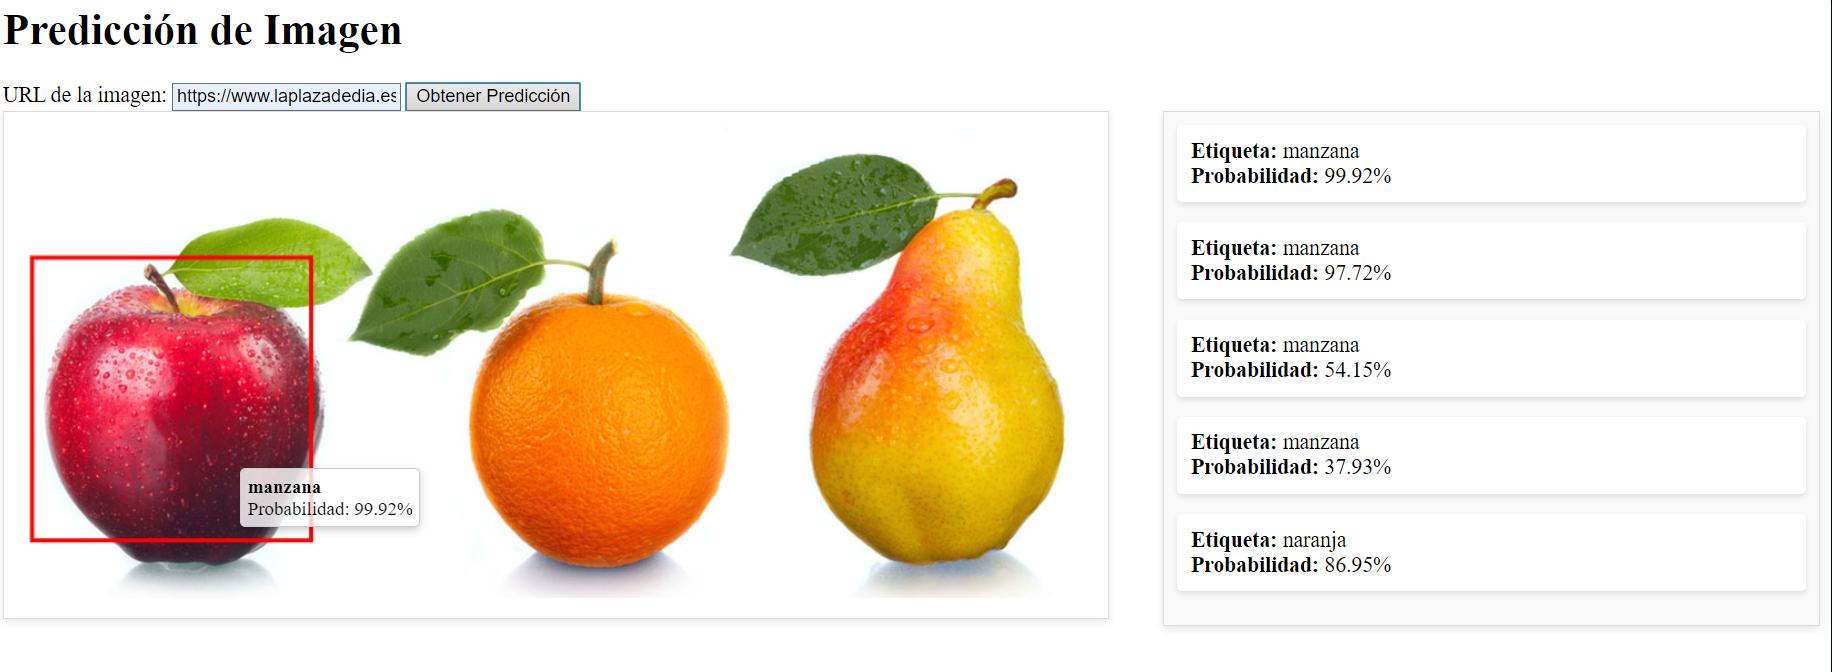 Predicción de Imagen
URL de la imagen: https://www.laplazadedia.es Obtener Predicción
manzana
Probabilidad: 99.92%
Etiqueta: manzana
Probabilidad: 99.92%
Etiqueta: manzana
Probabilidad: 97.72%
Etiqueta: manzana
Probabilidad: 54.15%
Etiqueta: manzana
Probabilidad: 37.93%
Etiqueta: naranja
Probabilidad: 86.95%